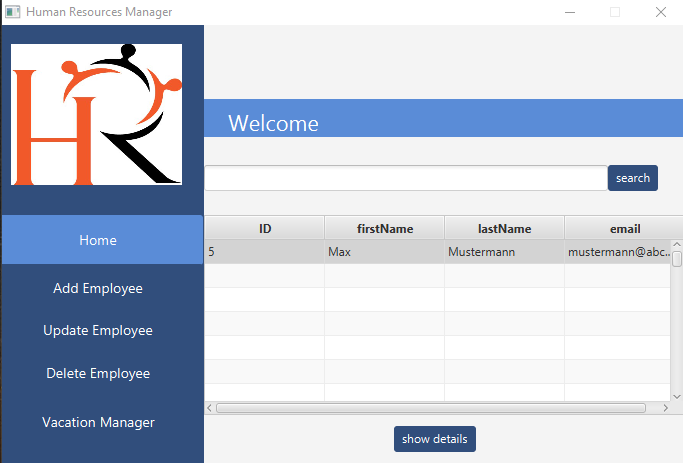 Human Resources Manager
HR
Welcome
search
Home
Add Employee
Update Employee
Delete Employee
Vacation Manager
ID firstName lastName email
5 Max Mustermann mustermann@abc...
show details